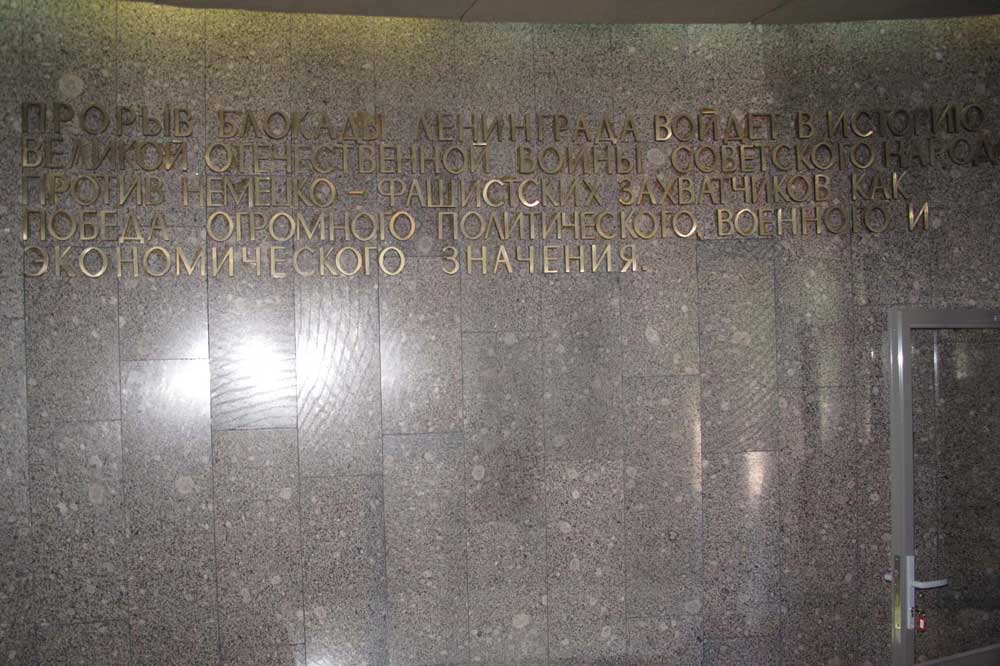 ПРОРЫВ БЛОКАДЫ ЛЕНИНГРАДА ВОЙДЕТ В ИСТОРИЮ
ВЕЛИКОЙ ОТЕЧЕСТВЕННОЙ ВОЙНЫ СОВЕТСКОГО НАРОДА
ПРОТИВ НЕМЕЦКО – ФАШИСТСКИХ ЗАХВАТЧИКОВ КАК
ПОБЕДА ОГРОМНОГО ПОЛИТИЧЕСКОГО, ВОЕННОГО И
ЭКОНОМИЧЕСКОГО ЗНАЧЕНИЯ.